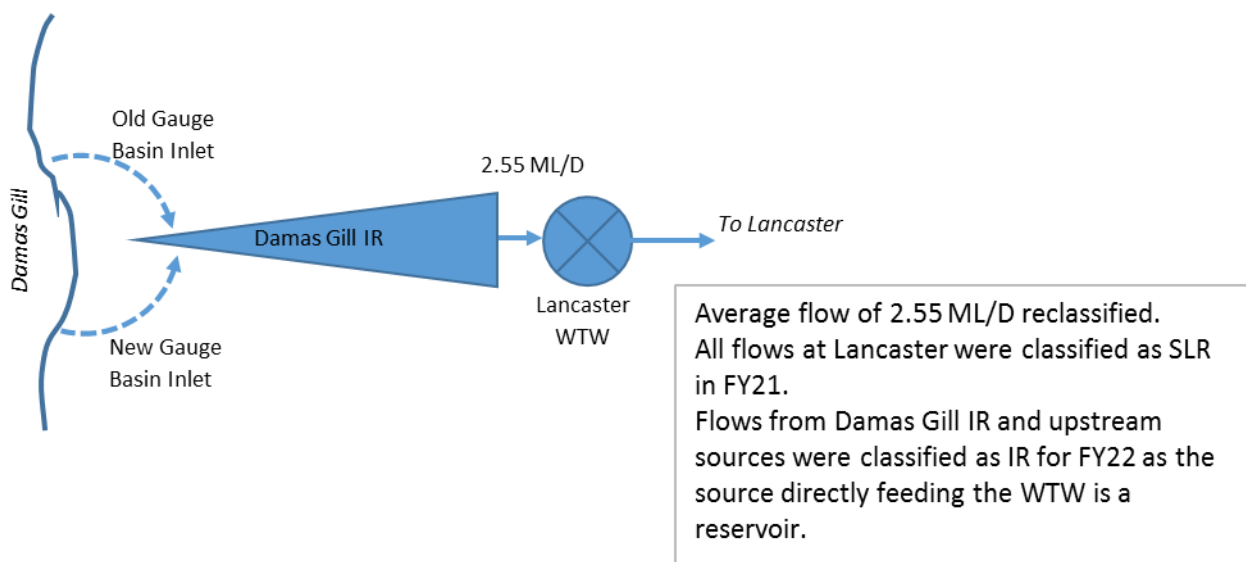 Old Gauge
Basin Inlet
2.55 ML/D
Damas Gill
Damas Gill IR
To Lancaster
Lancaster
WTW
New Gauge
Basin Inlet
Average flow of 2.55 ML/D reclassified.
All flows at Lancaster were classified as SLR
in FY21.
Flows from Damas Gill IR and upstream
sources were classified as IR for FY22 as the
source directly feeding the WTW is a
reservoir.